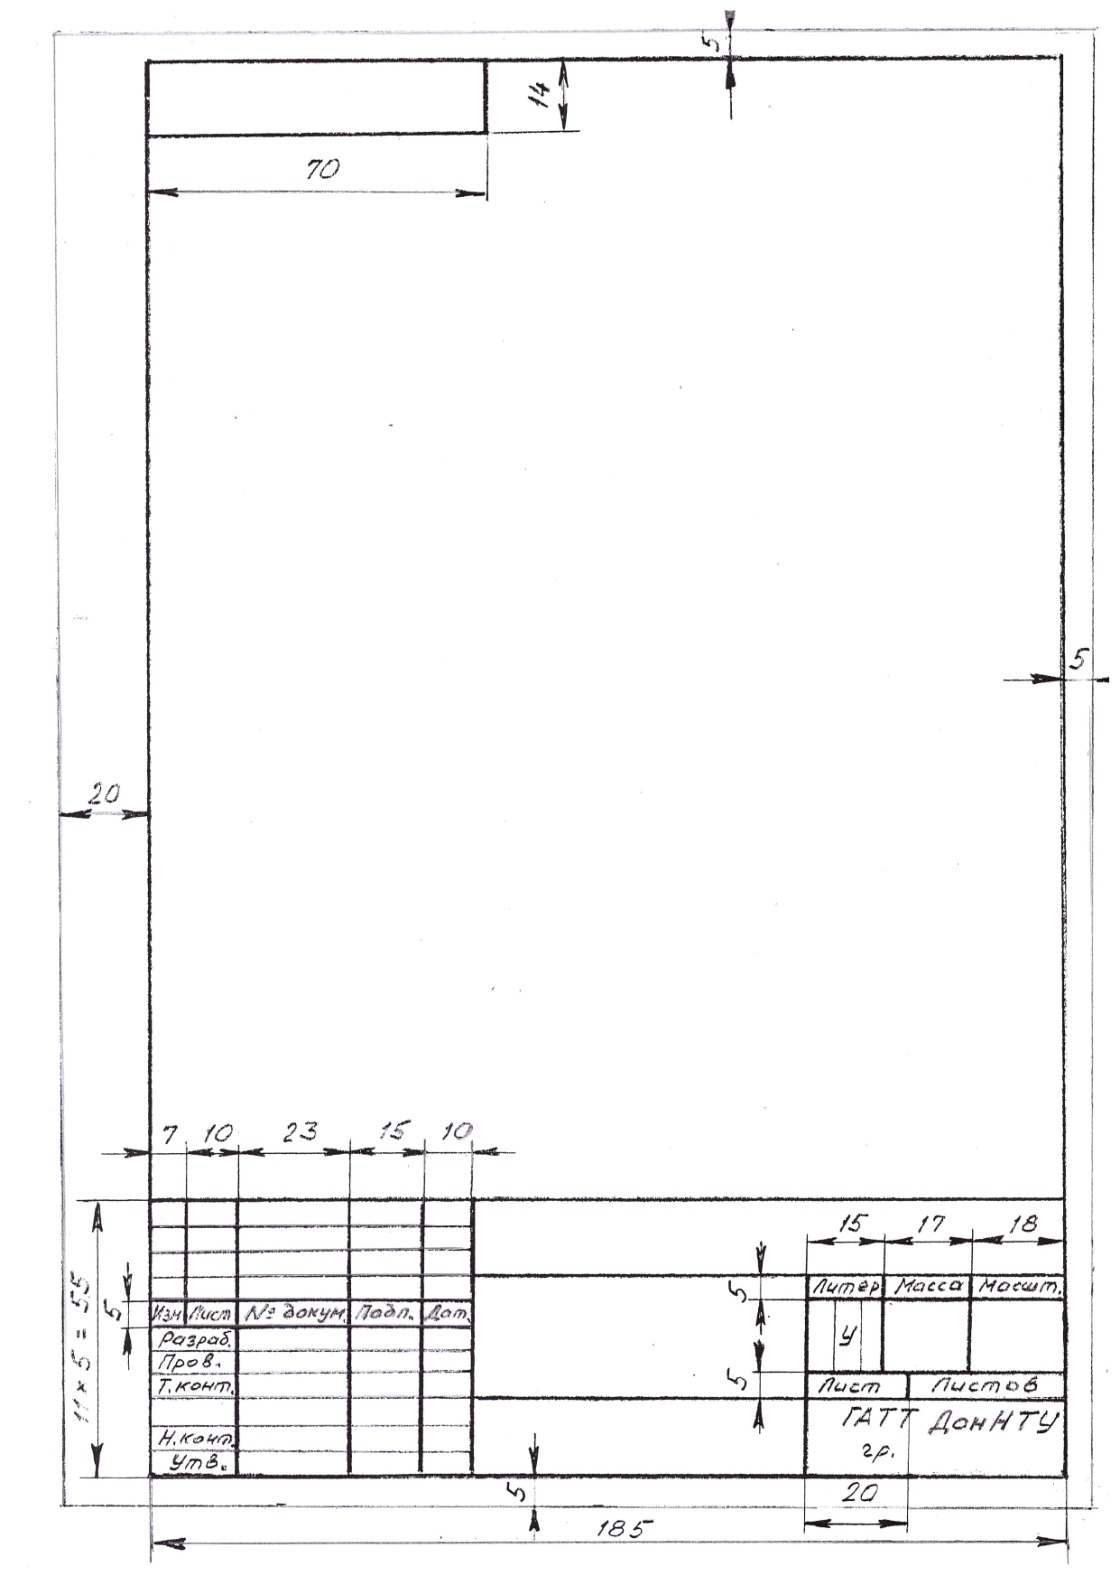 5
14
70
5
20
7 10 23 15 10
15 17 18
11×5=55
5
5
Литер Масса Масшт.
Изм Лист № докум. Подп. Дат.
Разраб.
У
Пров.
Т.конт.
5
Лист Листов
ГАТТ ДонНТУ
Н.конт.
гр.
Утв.
5
20
185